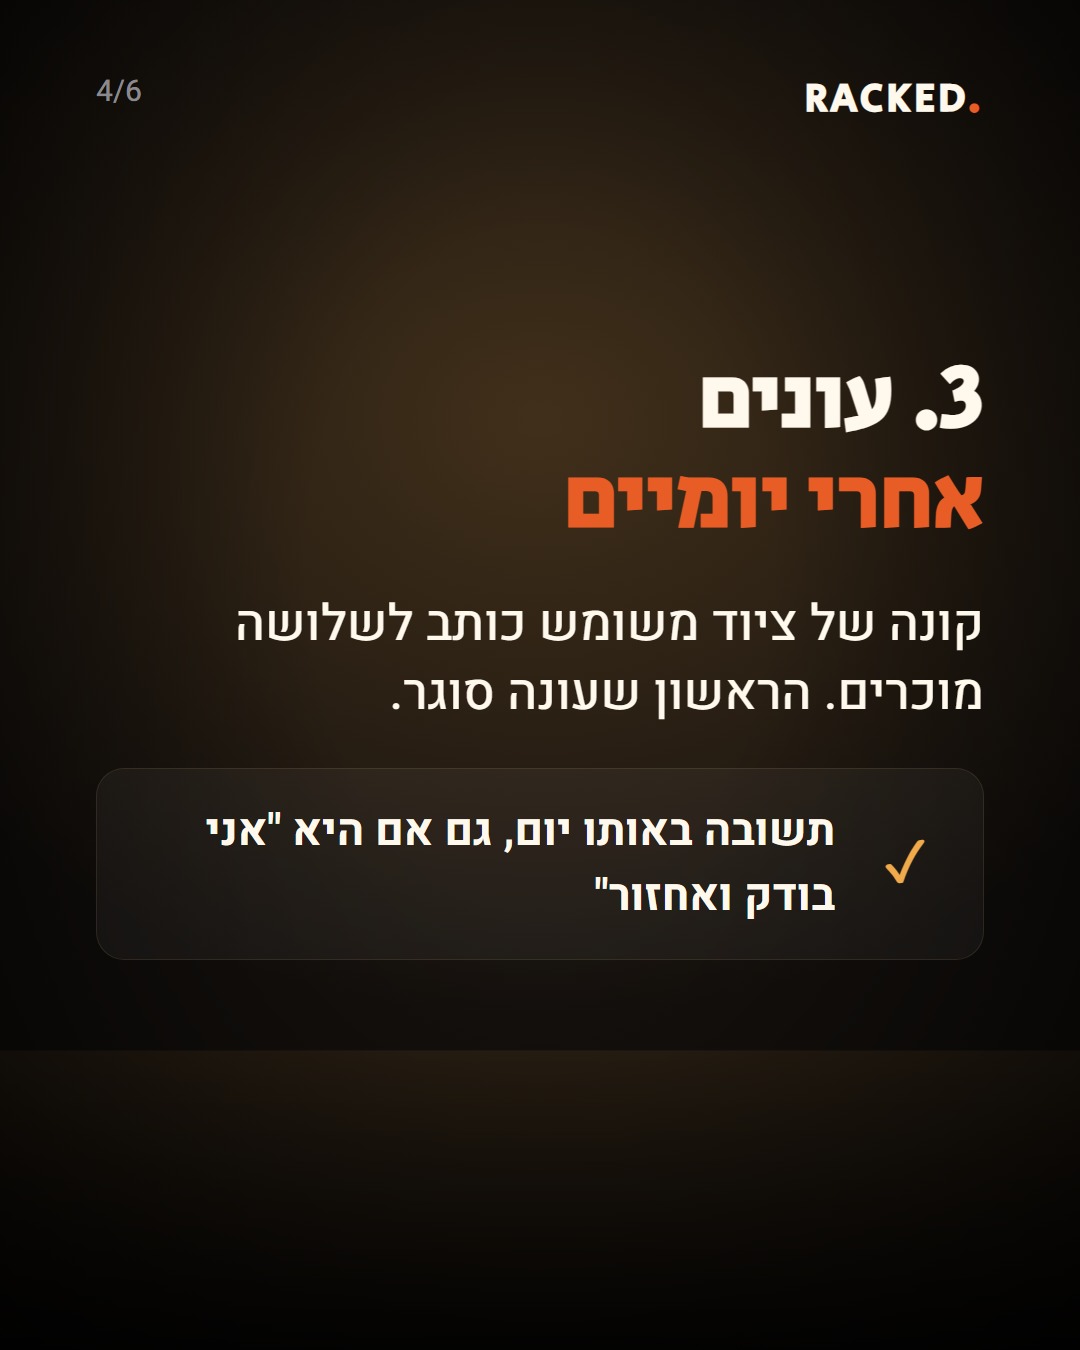 RACKED.
4/6
3. עונים
אחרי יומיים
קונה של ציוד משומש כותב לשלושה
מוכרים. הראשון שעונה סוגר.
✓
תשובה באותו יום, גם אם היא "אני
בודק ואחזור"